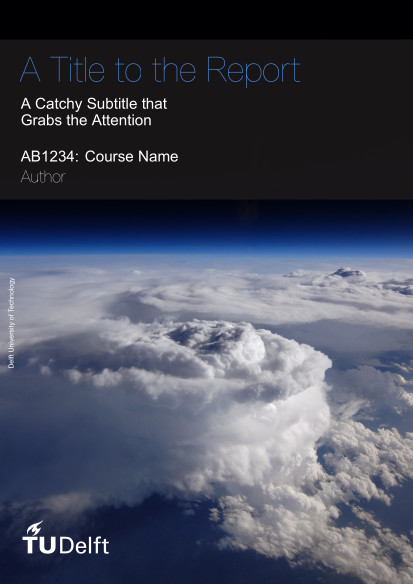 A Title to the Report
A Catchy Subtitle that
Grabs the Attention
AB1234: Course Name
Author
Delft University of Technology
TUDelft